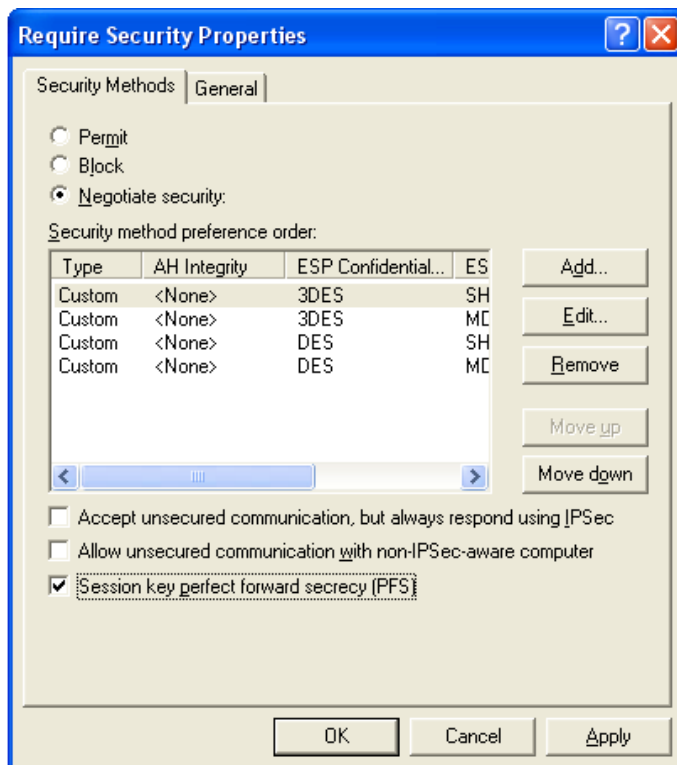 Require Security Properties
Security Methods General
Permit
Block
Negotiate security:
Security method preference order:
Type AH Integrity ESP Confidential... ES
Custom <None> 3DES SH
Custom <None> 3DES MD
Custom <None> DES SH
Custom <None> DES MD
Add...
Edit...
Remove
Move up
Move down
Accept unsecured communication, but always respond using IPSec
Allow unsecured communication with non-IPSec-aware computer
Session key perfect forward secrecy (PFS)
OK Cancel Apply